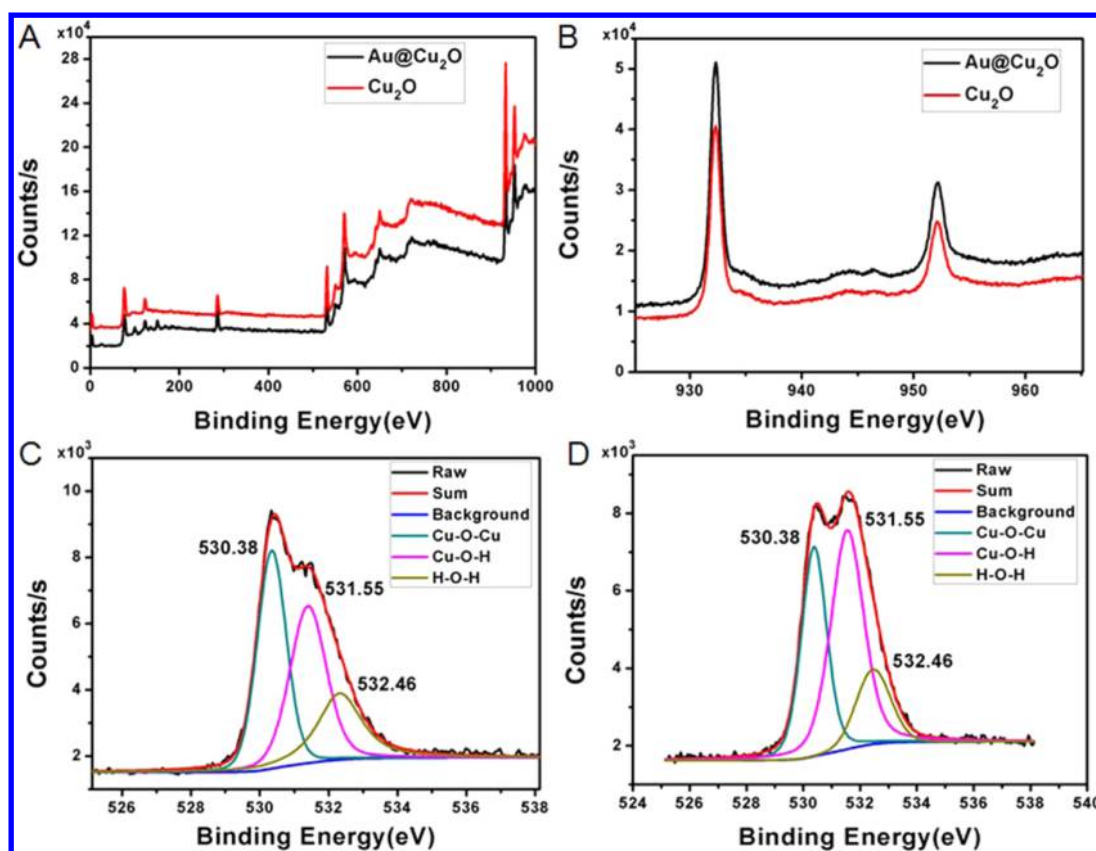 A
x10⁴
Au@Cu₂O
Cu₂O
28
24
20
16
12
8
4
0
0 200 400 600 800 1000
Counts/s
Binding Energy(eV)
B
x10⁴
Au@Cu₂O
Cu₂O
5
4
3
2
1
0
930 940 950 960
Counts/s
Binding Energy(eV)
C
x10³
Raw
Sum
Background
Cu-O-Cu
Cu-O-H
H-O-H
530.38
531.55
532.46
10
8
6
4
2
526 528 530 532 534 536 538
Counts/s
Binding Energy(eV)
D
x10³
Raw
Sum
Background
Cu-O-Cu
Cu-O-H
H-O-H
530.38
531.55
532.46
10
8
6
4
2
524 526 528 530 532 534 536 538 540
Counts/s
Binding Energy(eV)